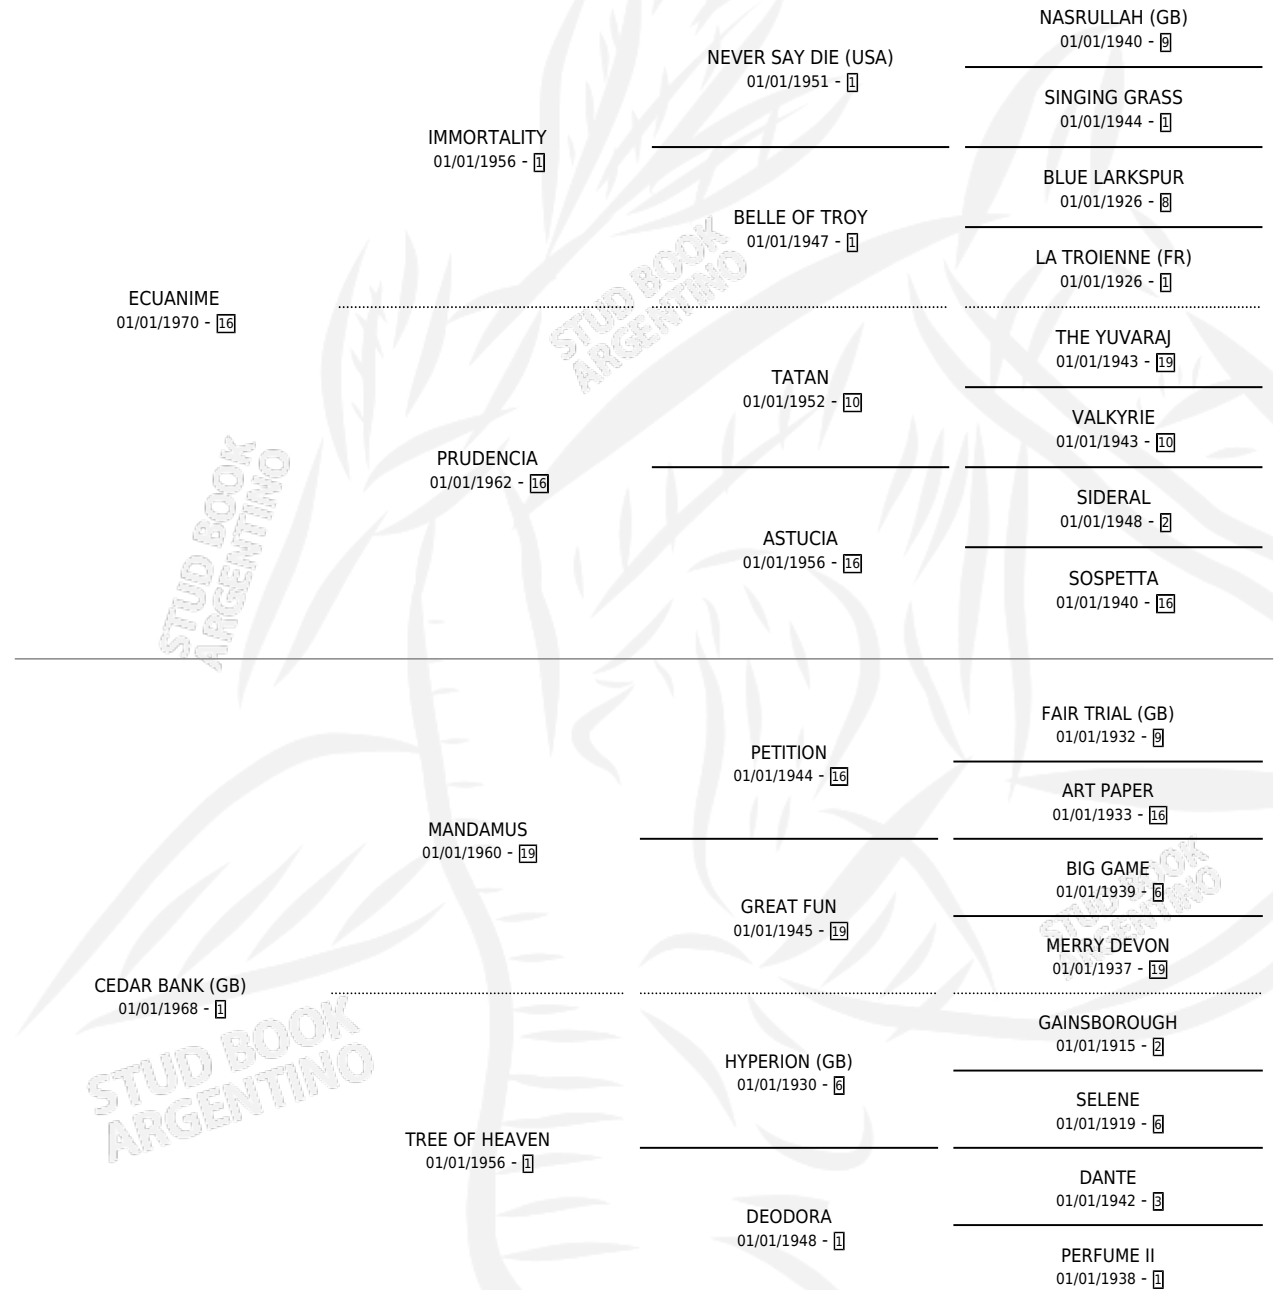 NASRULLAH (GB)
01/01/1940 - 9
NEVER SAY DIE (USA)
01/01/1951 - 1
SINGING GRASS
01/01/1944 - 1
IMMORTALITY
01/01/1956 - 1
BLUE LARKSPUR
01/01/1926 - 8
BELLE OF TROY
01/01/1947 - 1
LA TROIENNE (FR)
01/01/1926 - 1
ECUANIME
01/01/1970 - 16
THE YUVARAJ
01/01/1943 - 19
TATAN
01/01/1952 - 10
VALKYRIE
01/01/1943 - 10
PRUDENCIA
01/01/1962 - 16
SIDERAL
01/01/1948 - 2
ASTUCIA
01/01/1956 - 16
SOSPETTA
01/01/1940 - 16
STUD BOOK
ARGENTINO
STUD BOOK
ARGENTINO
FAIR TRIAL (GB)
01/01/1932 - 9
PETITION
01/01/1944 - 16
ART PAPER
01/01/1933 - 16
MANDAMUS
01/01/1960 - 19
BIG GAME
01/01/1939 - 6
GREAT FUN
01/01/1945 - 19
MERRY DEVON
01/01/1937 - 19
CEDAR BANK (GB)
01/01/1968 - 1
GAINSBOROUGH
01/01/1915 - 2
HYPERION (GB)
01/01/1930 - 6
SELENE
01/01/1919 - 6
TREE OF HEAVEN
01/01/1956 - 1
DANTE
01/01/1942 - 3
DEODORA
01/01/1948 - 1
PERFUME II
01/01/1938 - 1
STUD BOOK
ARGENTINO
STUD BOOK
ARGENTINO